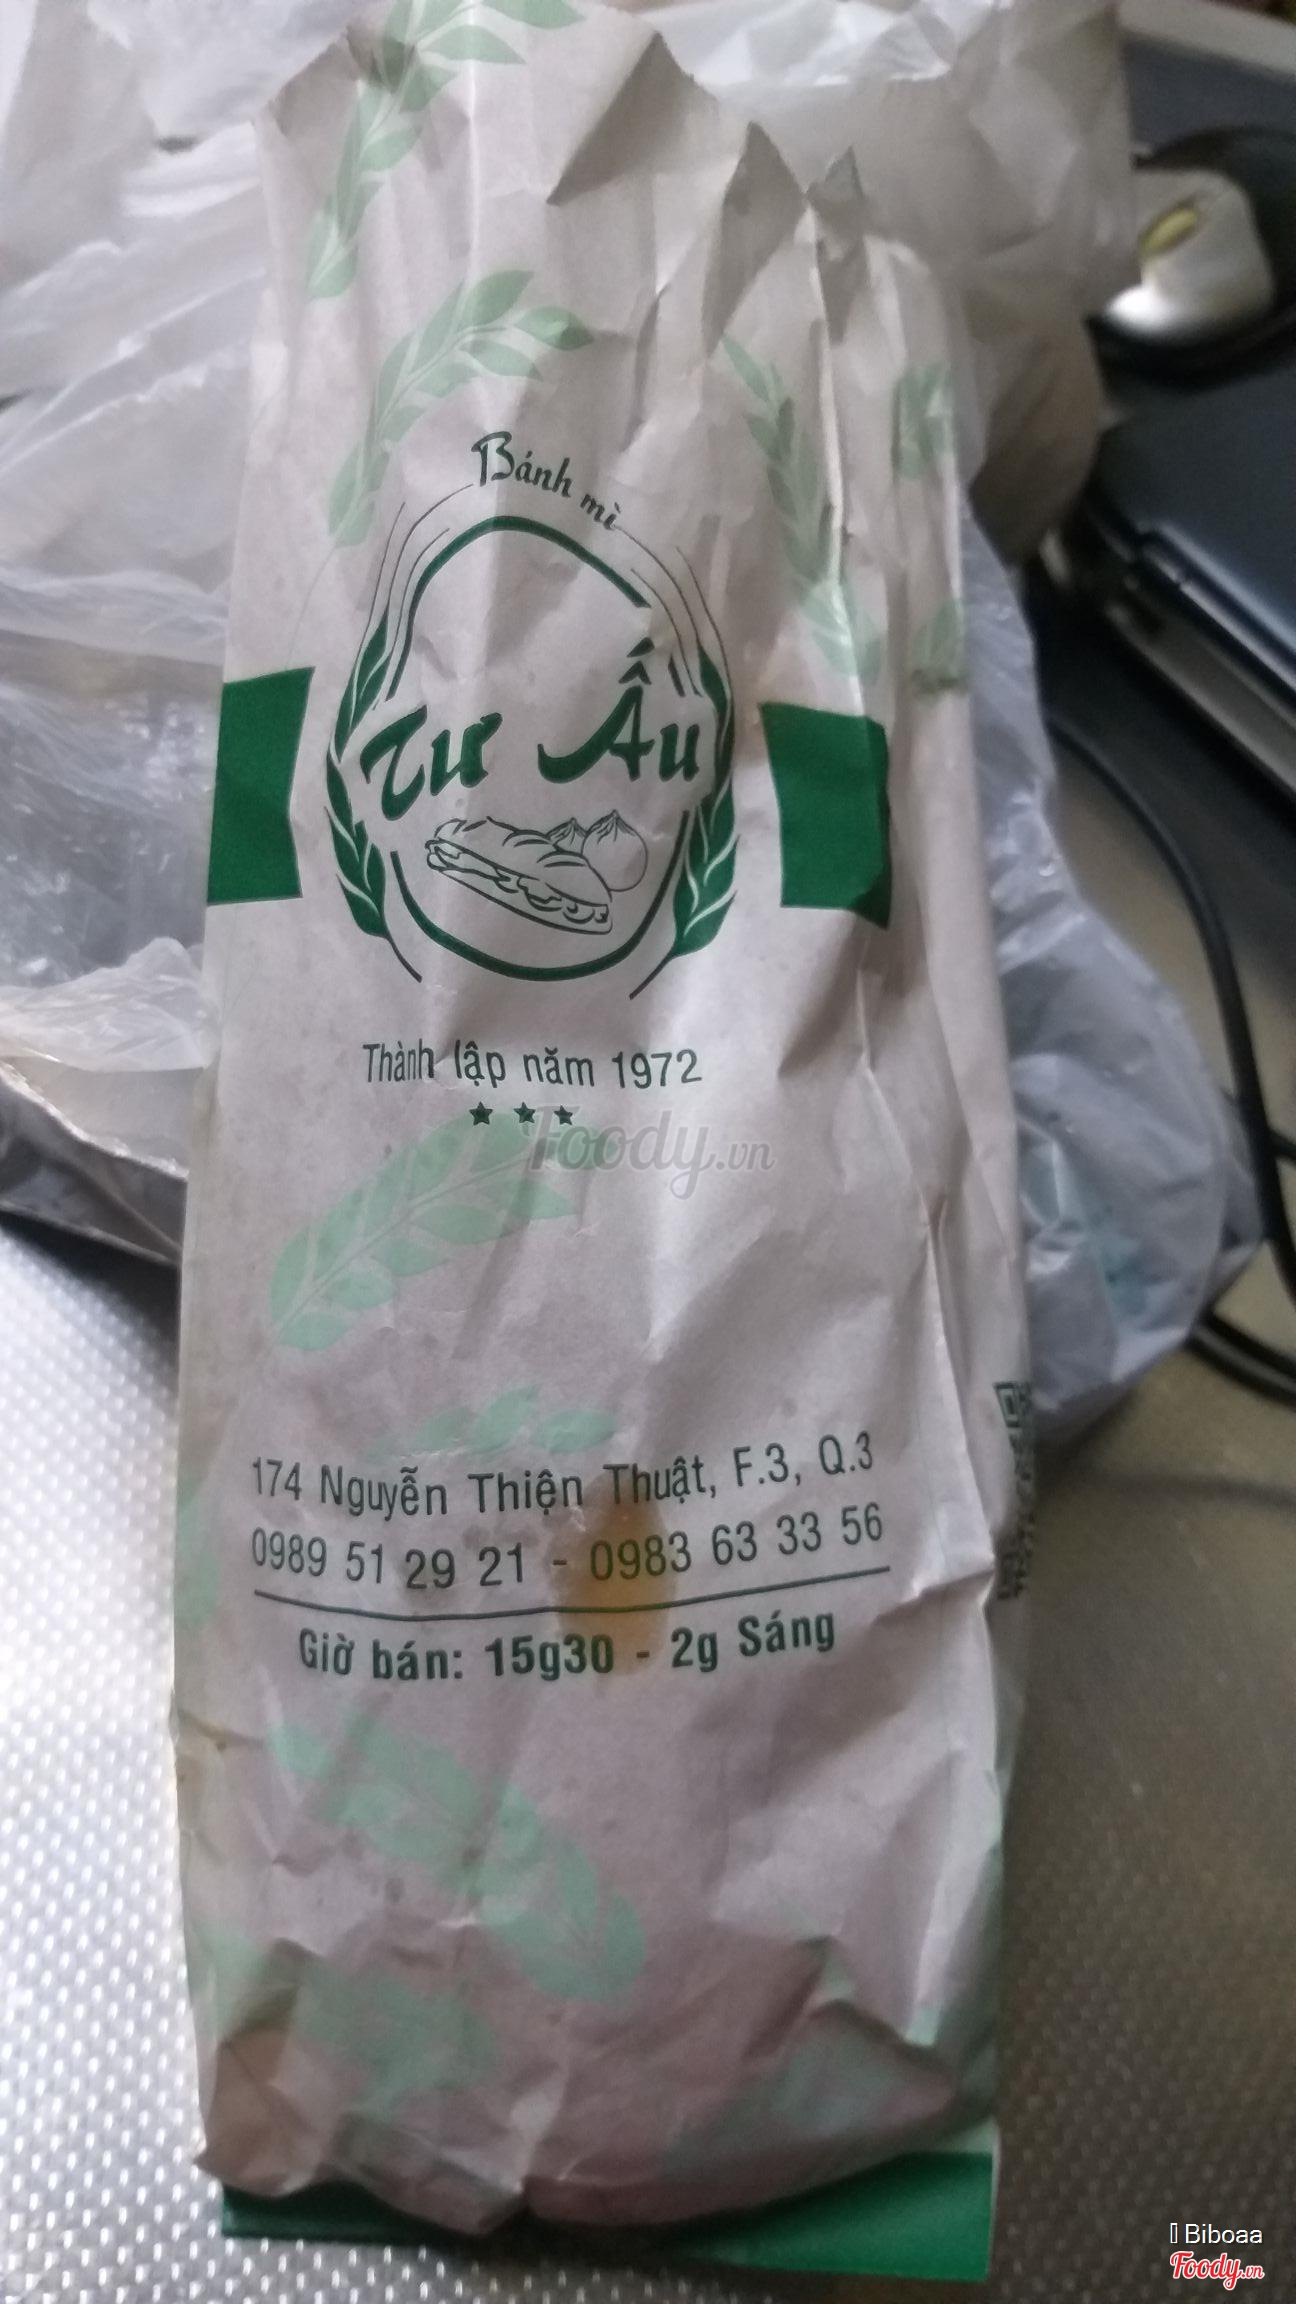 Bánh mì
Tư Ấu
Thành lập năm 1972
Foody.vn
174 Nguyễn Thiện Thuật, F.3, Q.3
0989 51 29 21 - 0983 63 33 56
Giờ bán: 15g30 - 2g Sáng
Biboaa
Foody.vn